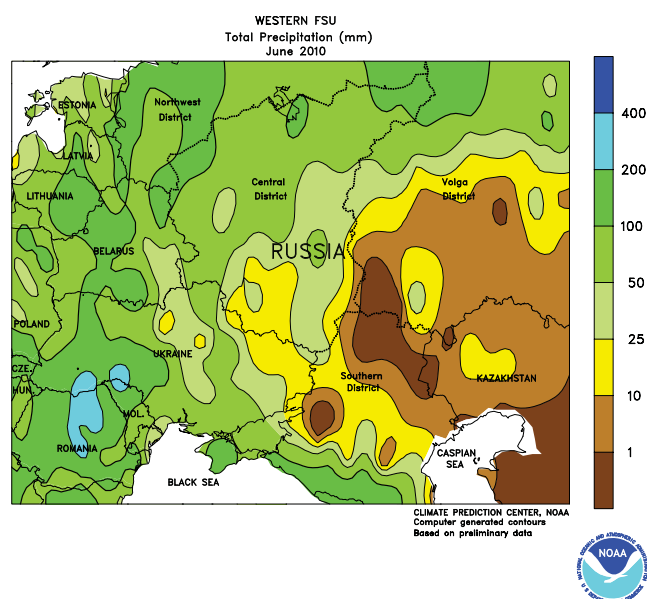 WESTERN FSU
Total Precipitation (mm)
June 2010
ESTONIA
Northwest
District
LATVIA
LITHUANIA
Central
District
Volga
District
BELARUS
RUSSIA
POLAND
UKRAINE
CZE.
HUN.
MOL.
ROMANIA
Southern
District
KAZAKHSTAN
CASPIAN
SEA
BLACK SEA
400
200
100
50
25
10
1
CLIMATE PREDICTION CENTER, NOAA
Computer generated contours
Based on preliminary data
NOAA